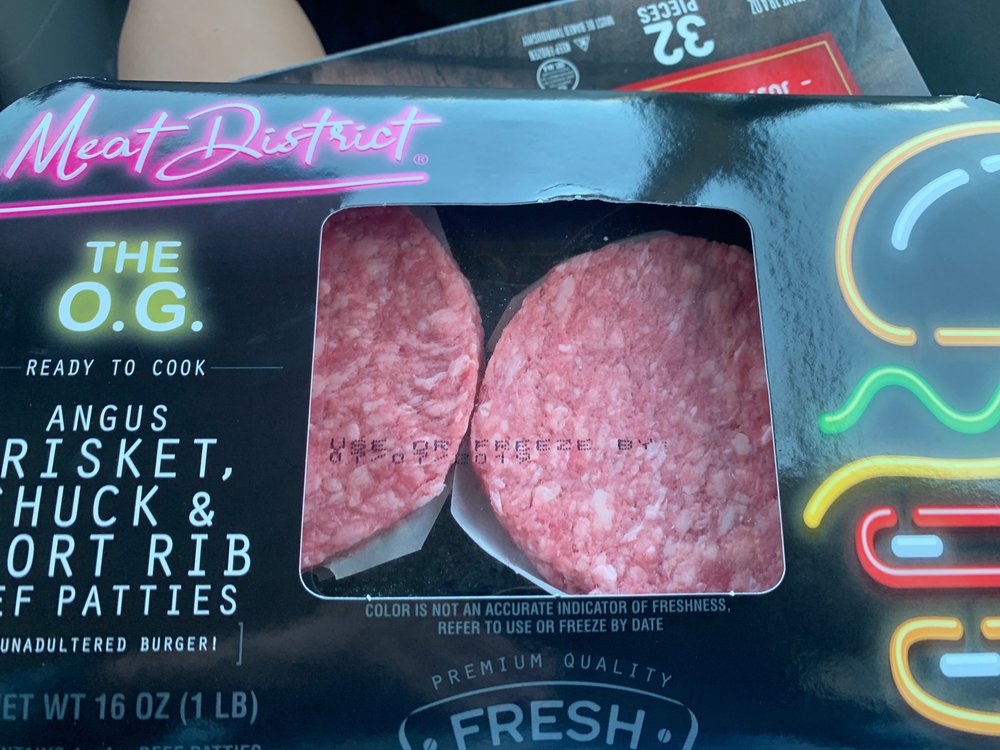 32
PIECES
KEEP FROZEN
Meat District®
THE
O.G.
READY TO COOK
ANGUS
RISKET,
HUCK &
ORT RIB
EF PATTIES
UNADULTERED BURGER!
ET WT 16 OZ (1 LB)
USE OR FREEZE BY
COLOR IS NOT AN ACCURATE INDICATOR OF FRESHNESS,
REFER TO USE OR FREEZE BY DATE
PREMIUM QUALITY
FRESH